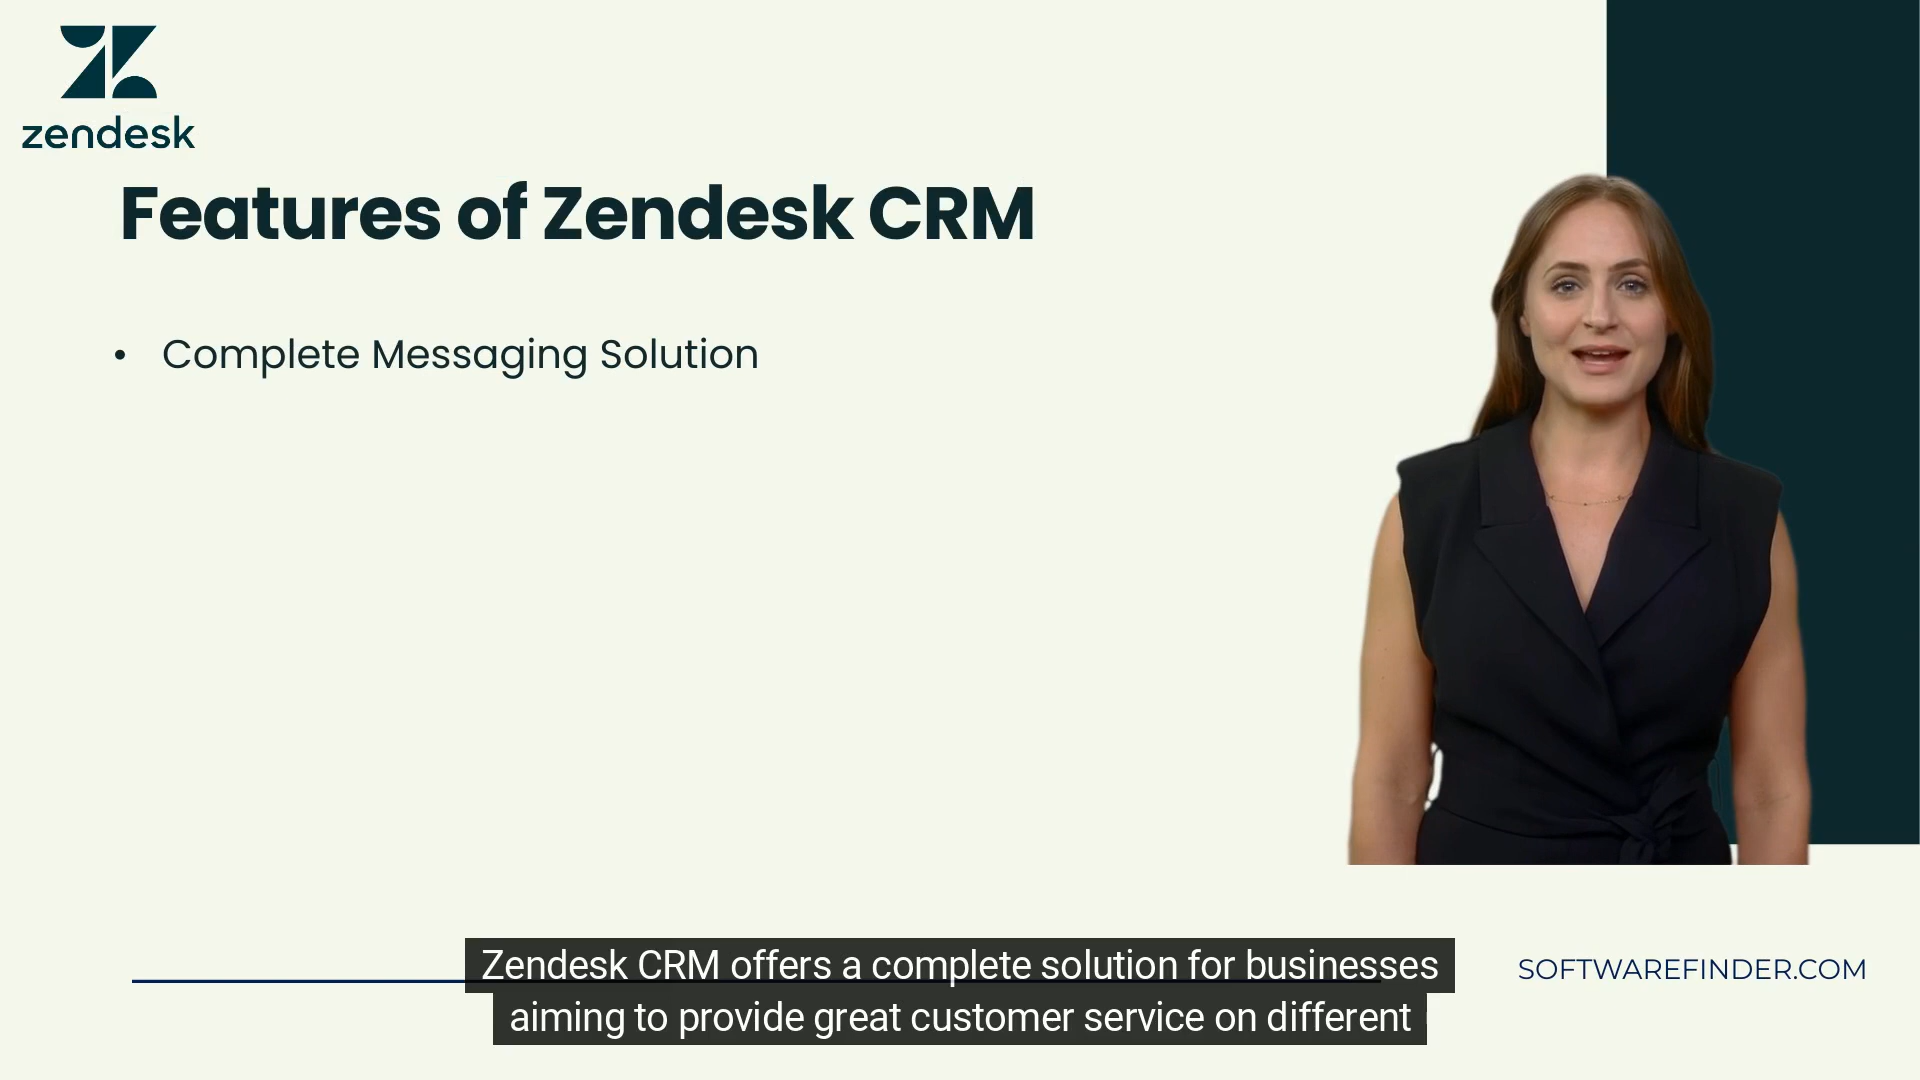 zendesk
Features of Zendesk CRM
• Complete Messaging Solution
Zendesk CRM offers a complete solution for businesses
aiming to provide great customer service on different
SOFTWAREFINDER.COM